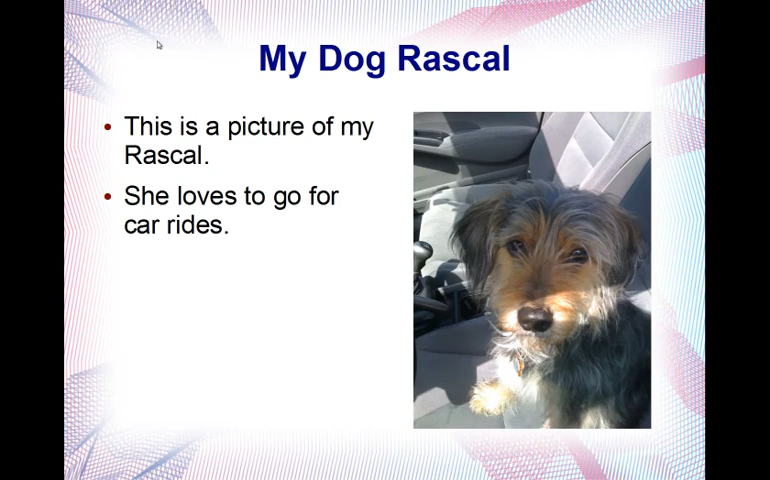 My Dog Rascal
• This is a picture of my
Rascal.
• She loves to go for
car rides.